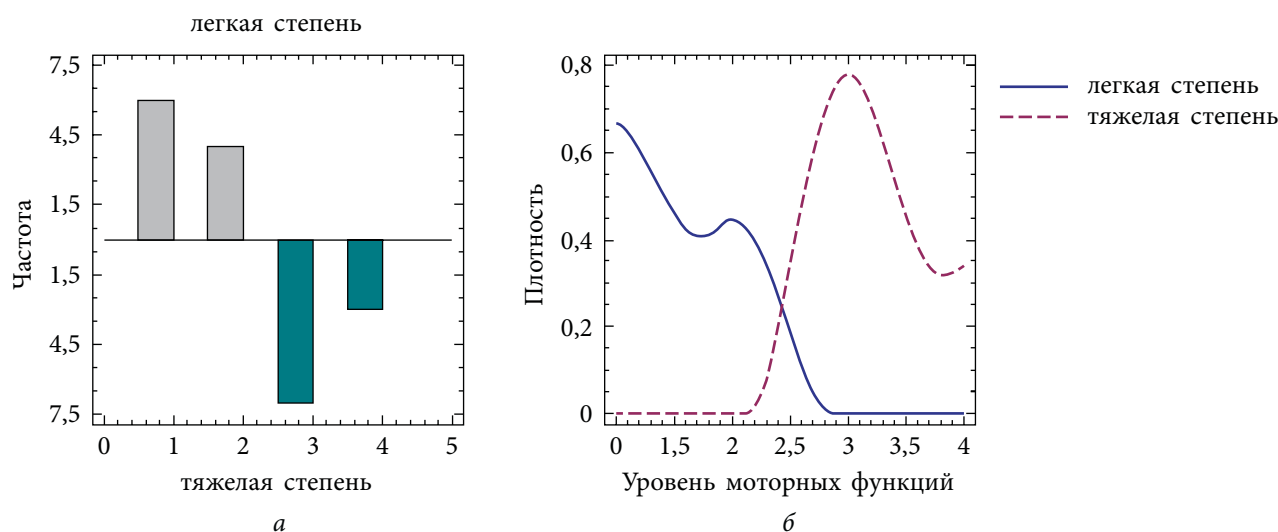 легкая степень
7,5
4,5
1,5
1,5
4,5
7,5
Частота
0 1 2 3 4 5
тяжелая степень
а
0,8
0,6
0,4
0,2
0
Плотность
0 1,5 2 2,5 3 3,5 4
Уровень моторных функций
б
легкая степень
тяжелая степень